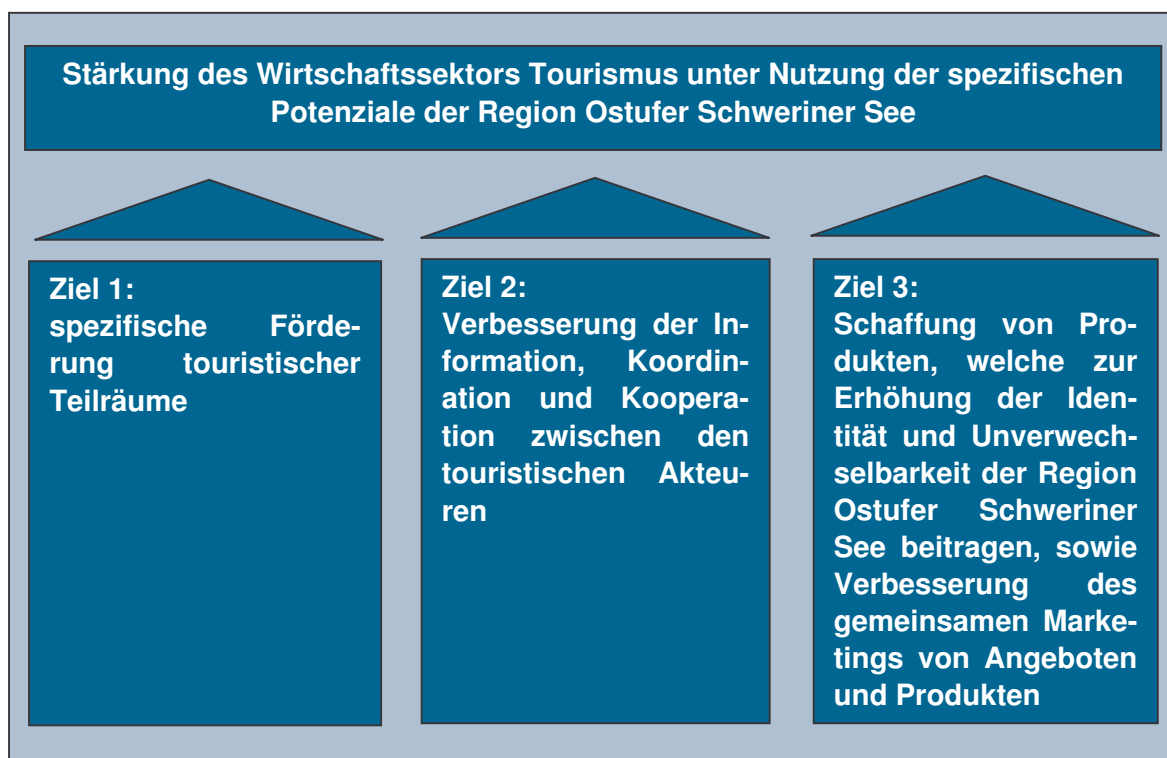 Stärkung des Wirtschaftssektors Tourismus unter Nutzung der spezifischen
Potenziale der Region Ostufer Schweriner See
Ziel 1:
spezifische Förde-
rung touristischer
Teilräume
Ziel 2:
Verbesserung der In-
formation, Koordin-
ation und Koopera-
tion zwischen den
touristischen Akteu-
ren
Ziel 3:
Schaffung von Pro-
dukten, welche zur
Erhöhung der Iden-
tität und Unverwech-
selbarkeit der Region
Ostufer Schweriner
See beitragen, sowie
Verbesserung des
gemeinsamen Marke-
tings von Angeboten
und Produkten